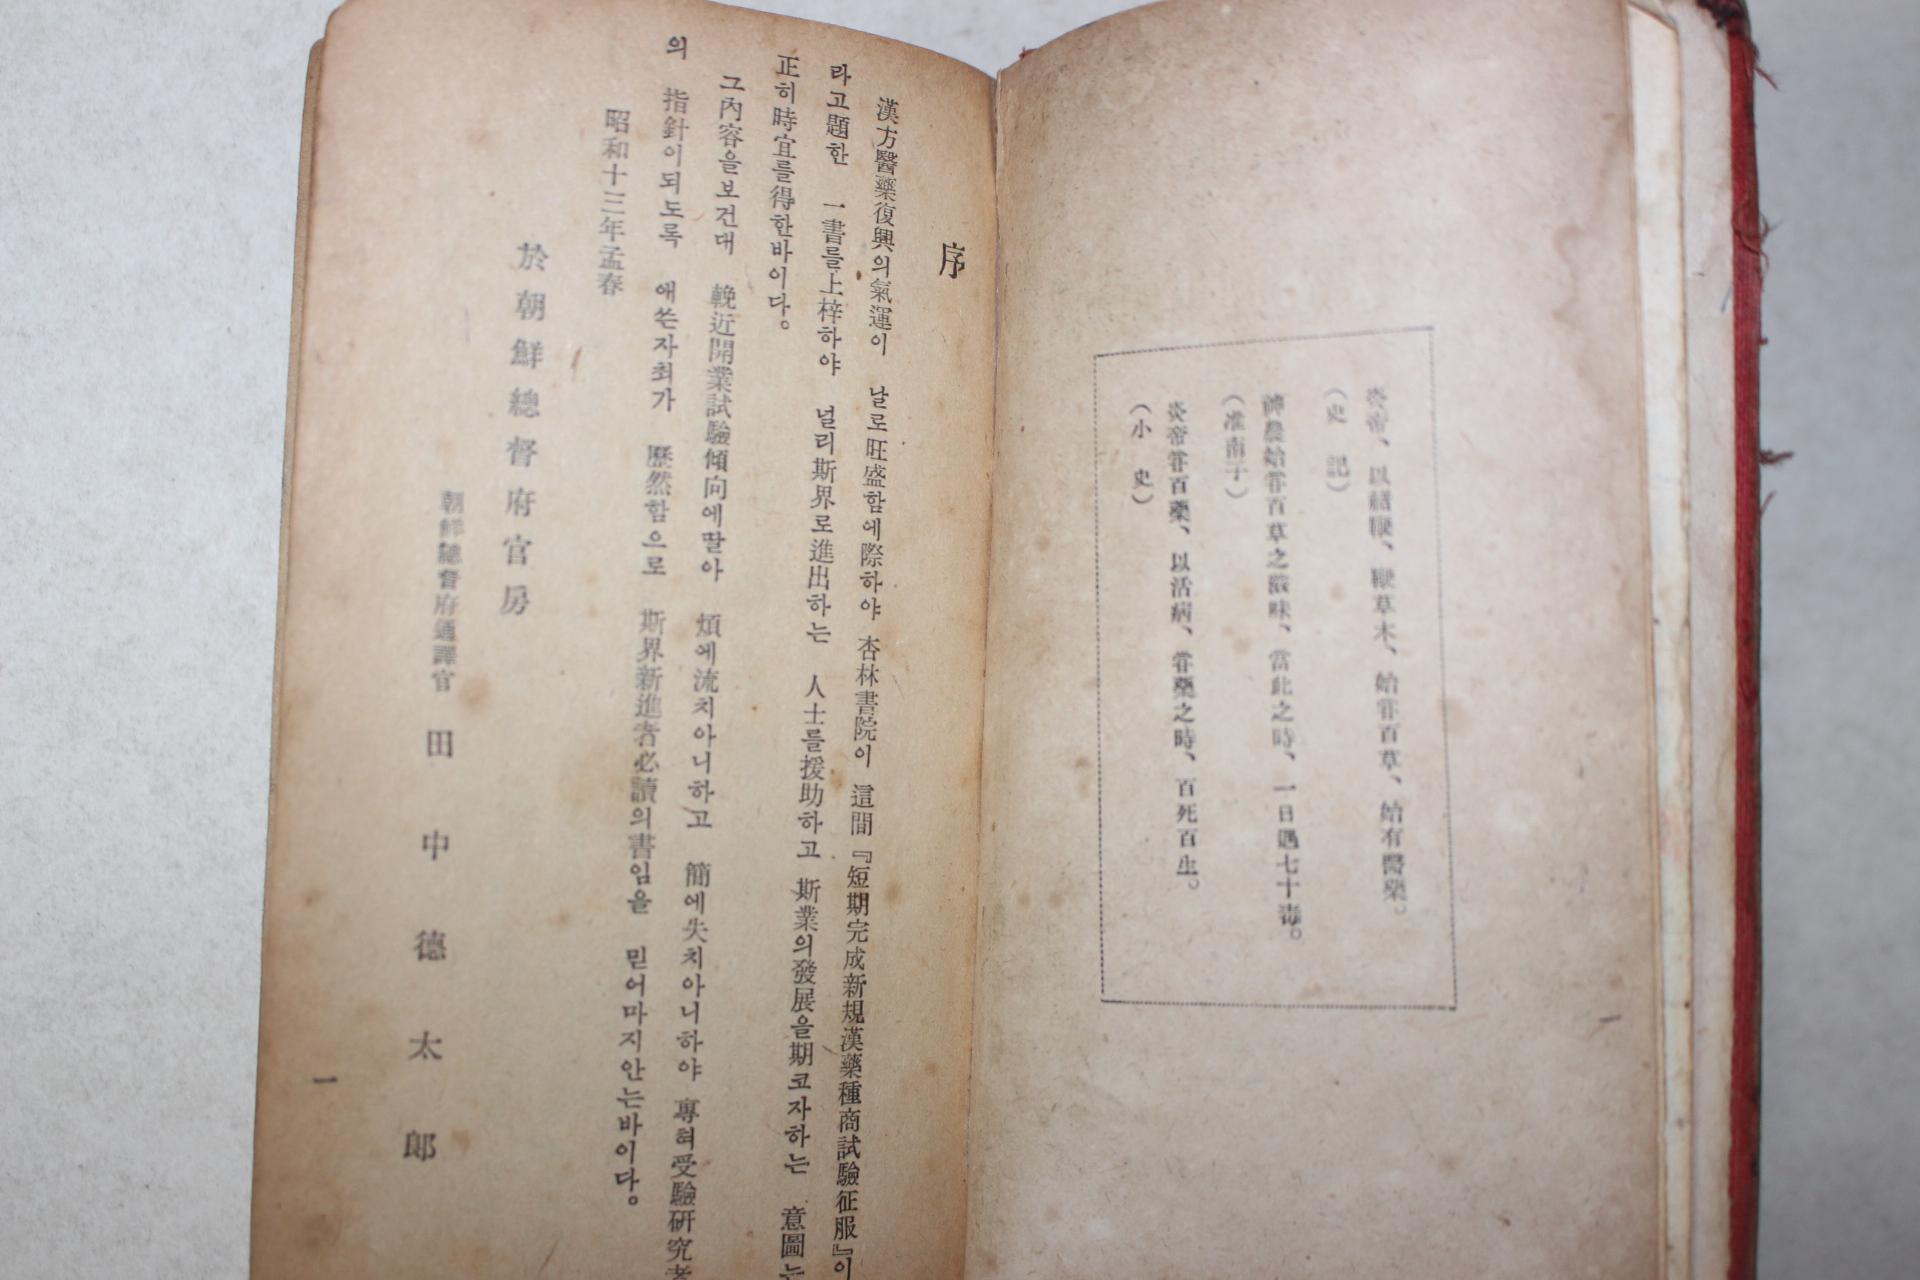 炎帝、以赭鞭、鞭草木、始甞百草、始有醫藥。
（史記）
神農始甞百草之滋味、當此之時、一日遇七十毒。
（准南子）
炎帝甞百藥、以活病、甞藥之時、百死百生。
（小史）
序
漢方醫藥復興의氣運이 날로旺盛함에際하야 杏林書院이 這間『短期完成新規漢藥種商試驗征服』이
라고題한 一書를上梓하야 널리斯界로進出하는 人士를援助하고 斯業의發展을期코자하는 意圖는
正히時宜를得한바이다。
그內容을보건대 輓近開業試驗傾向에딸아 煩에流치아니하고 簡에失치아니하야 專혀受驗硏究者
의 指針이되도록 애쓴자최가 歷然함으로 斯界新進者必讀의書임을 믿어마지안는바이다。
昭和十三年孟春
於朝鮮總督府官房
朝鮮總督府通譯官 田中德太郎
一